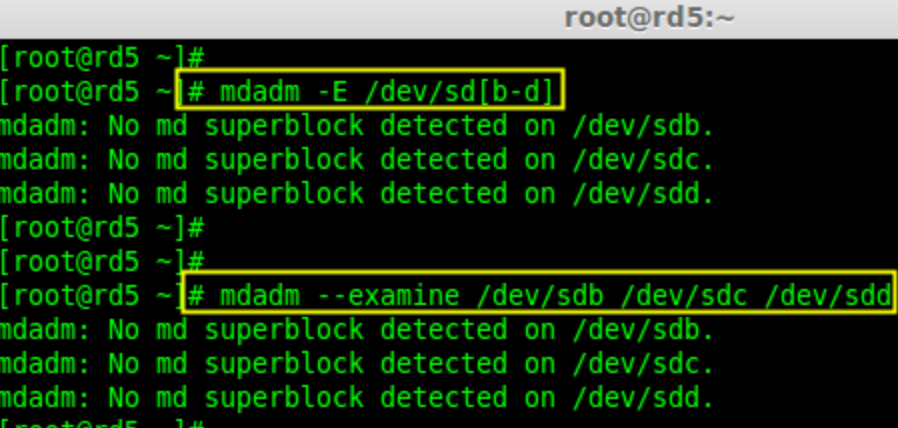 root@rd5:~
[root@rd5 ~]#
[root@rd5 ~]# mdadm -E /dev/sd[b-d]
mdadm: No md superblock detected on /dev/sdb.
mdadm: No md superblock detected on /dev/sdc.
mdadm: No md superblock detected on /dev/sdd.
[root@rd5 ~]#
[root@rd5 ~]#
[root@rd5 ~]# mdadm --examine /dev/sdb /dev/sdc /dev/sdd
mdadm: No md superblock detected on /dev/sdb.
mdadm: No md superblock detected on /dev/sdc.
mdadm: No md superblock detected on /dev/sdd.